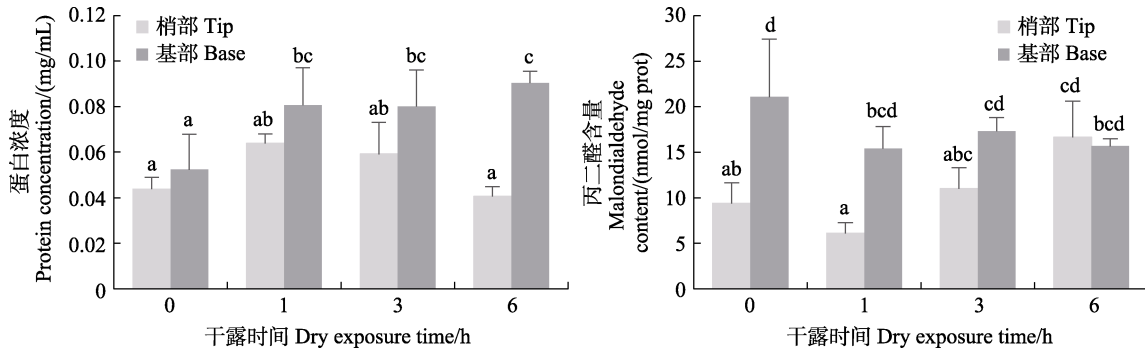 蛋白浓度
Protein concentration/(mg/mL)
0.12
0.10
0.08
0.06
0.04
0.02
0
梢部 Tip
基部 Base
a
a
ab
bc
ab
bc
a
c
0
1
3
6
干露时间 Dry exposure time/h
丙二醛含量
Malondialdehyde
content/(nmol/mg prot)
30
25
20
15
10
5
0
梢部 Tip
基部 Base
ab
d
a
bcd
abc
cd
cd
bcd
0
1
3
6
干露时间 Dry exposure time/h